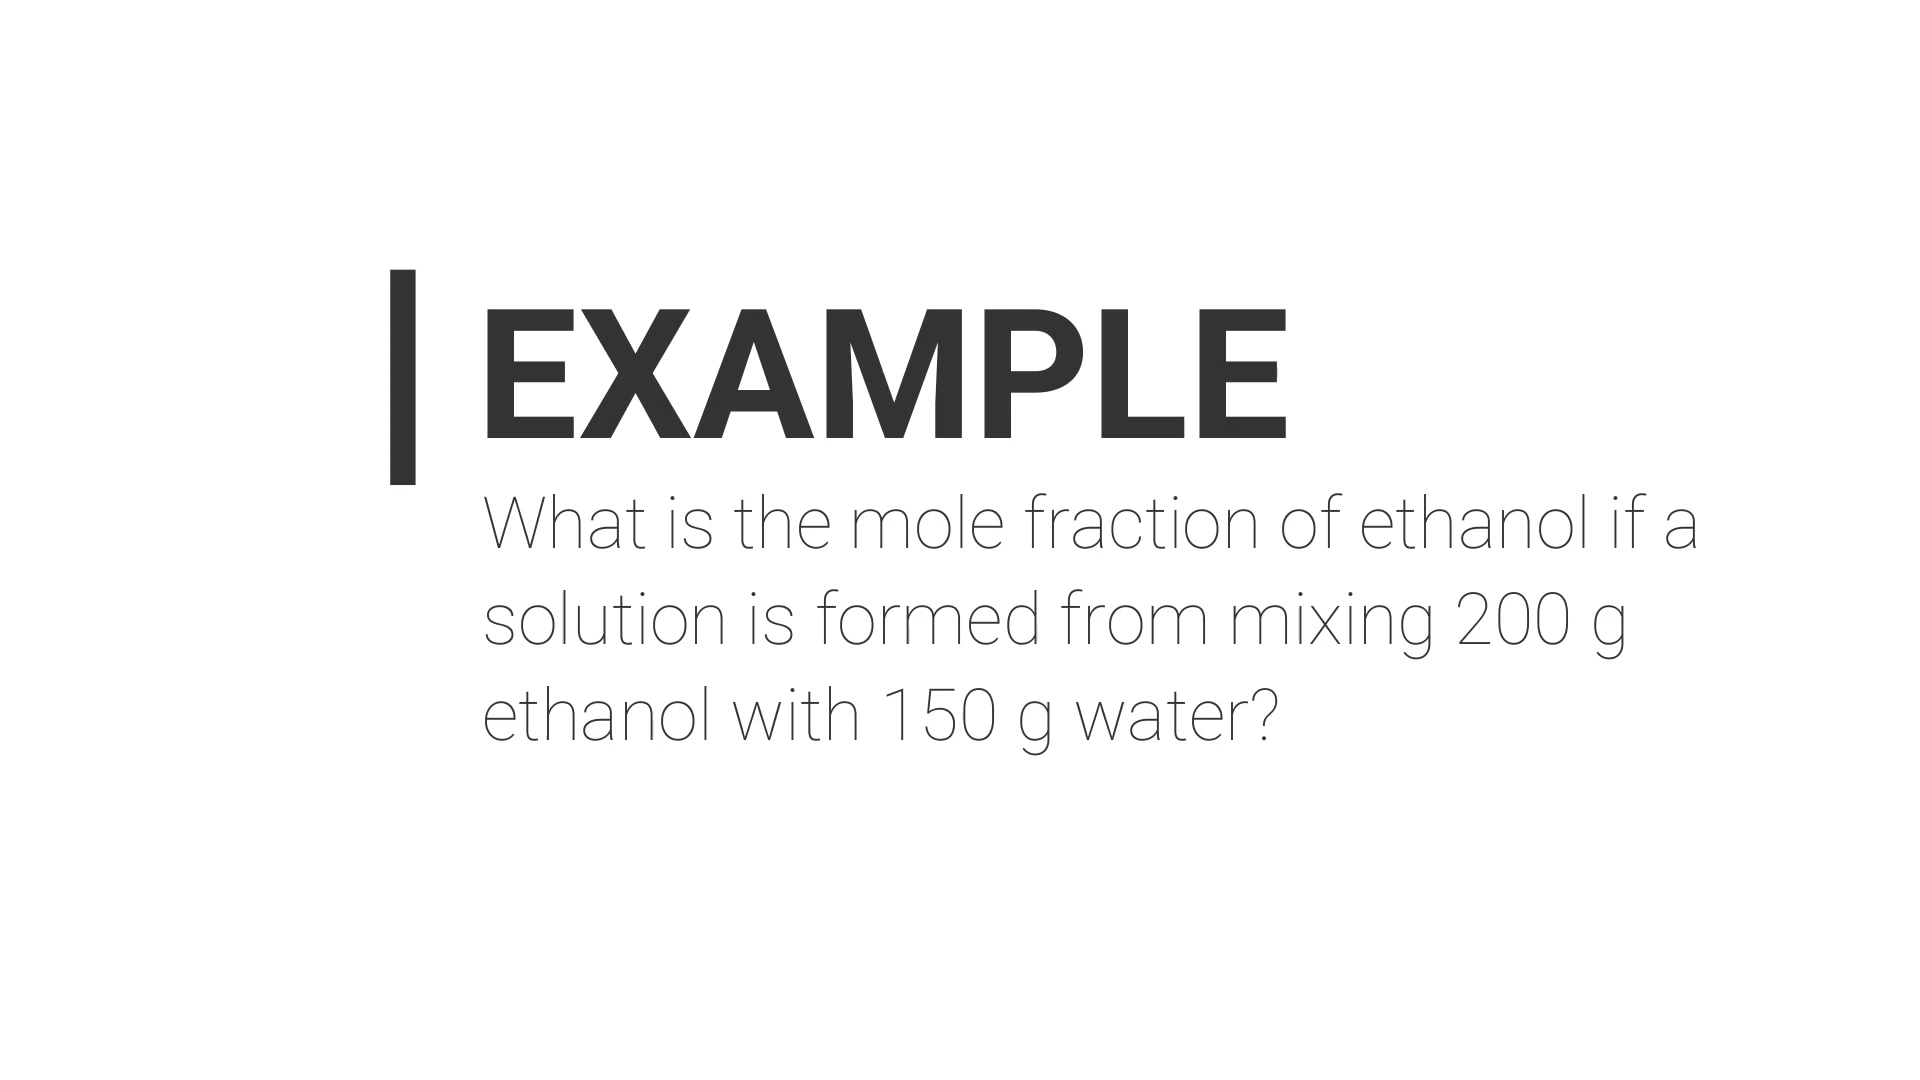 EXAMPLE
What is the mole fraction of ethanol if a
solution is formed from mixing 200 g
ethanol with 150 g water?